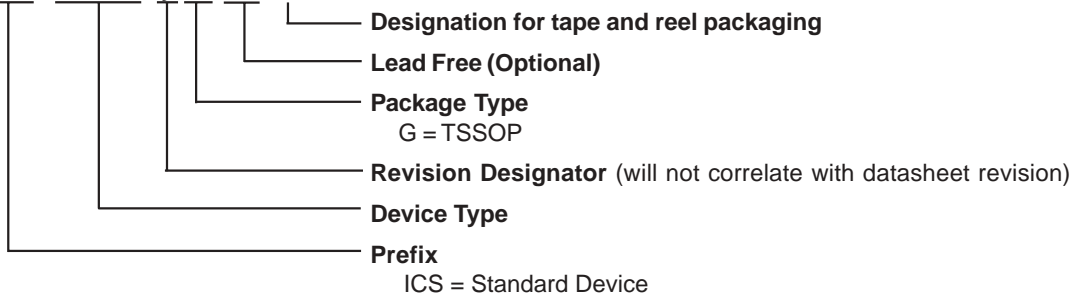 Designation for tape and reel packaging
Lead Free (Optional)
Package Type
G = TSSOP
Revision Designator (will not correlate with datasheet revision)
Device Type
Prefix
ICS = Standard Device